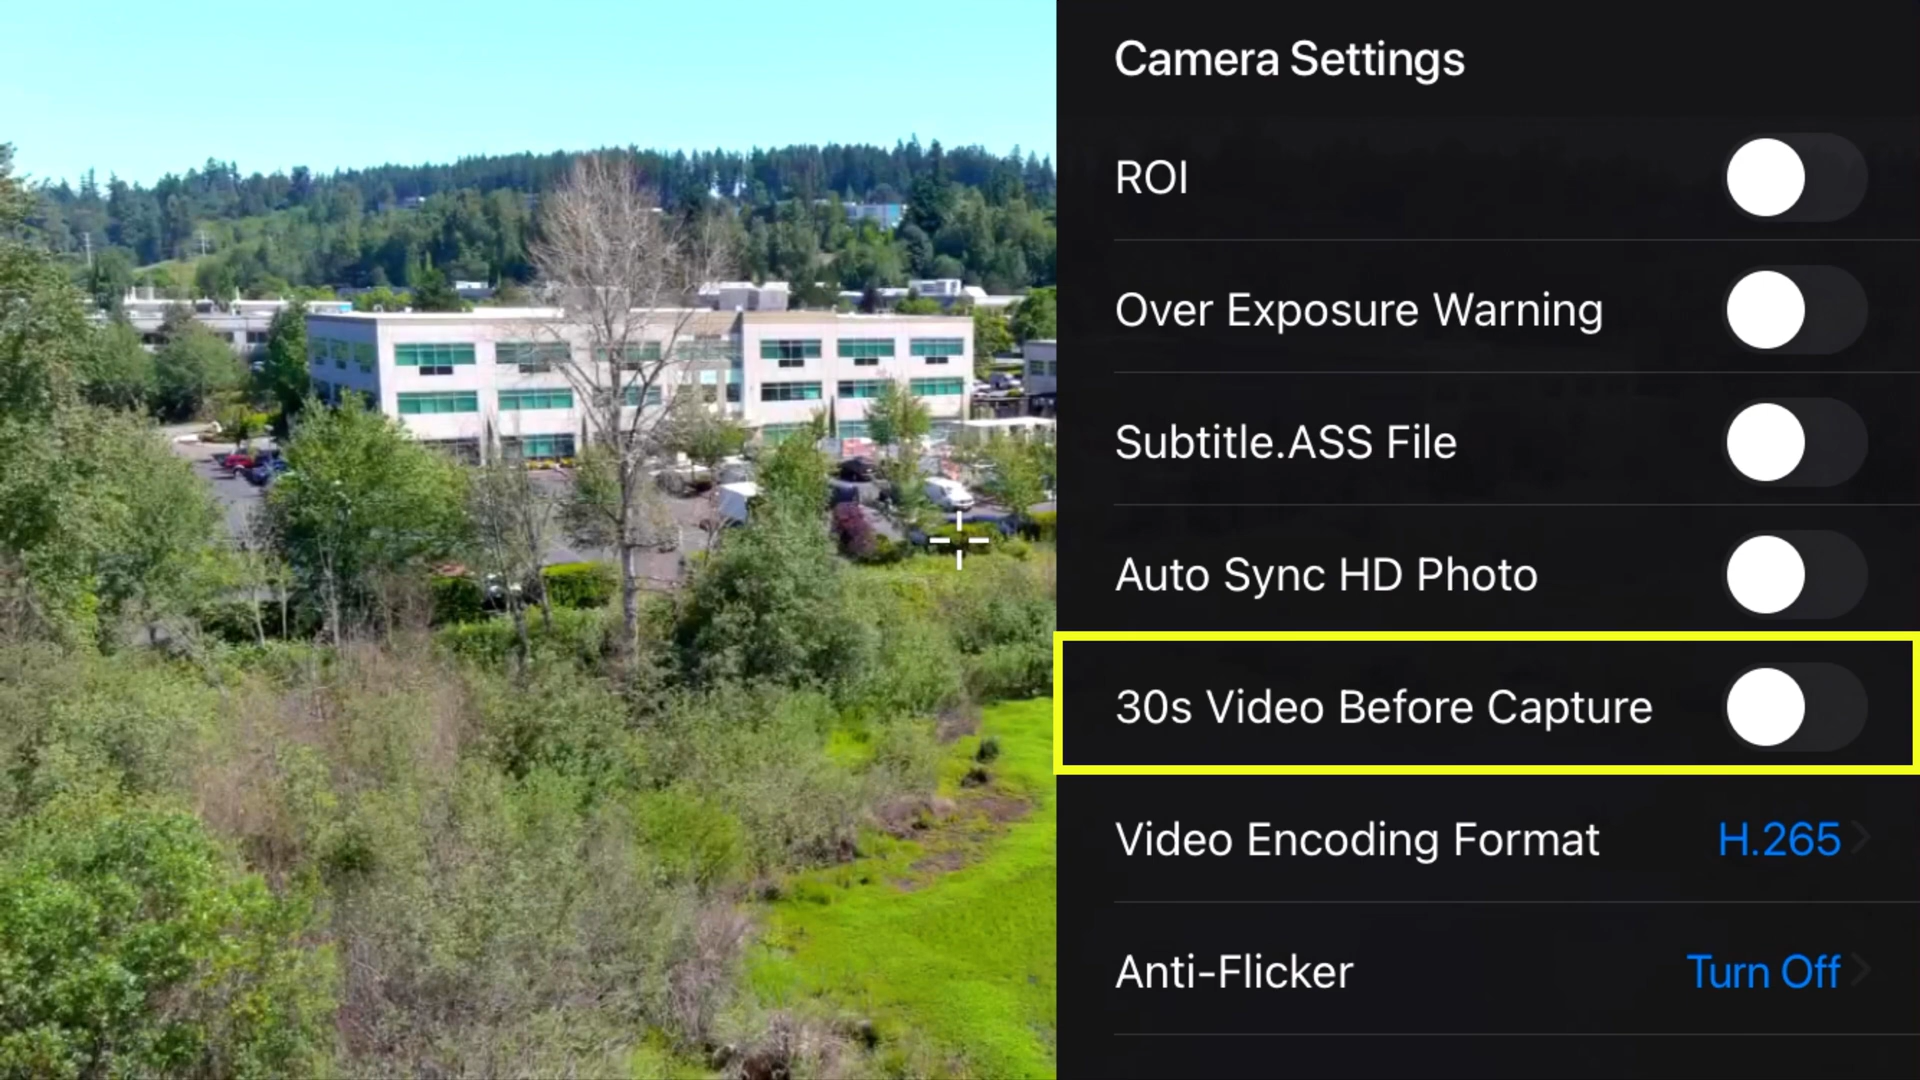 Camera Settings
ROI
Over Exposure Warning
Subtitle.ASS File
Auto Sync HD Photo
30s Video Before Capture
Video Encoding Format H.265
Anti-Flicker Turn Off